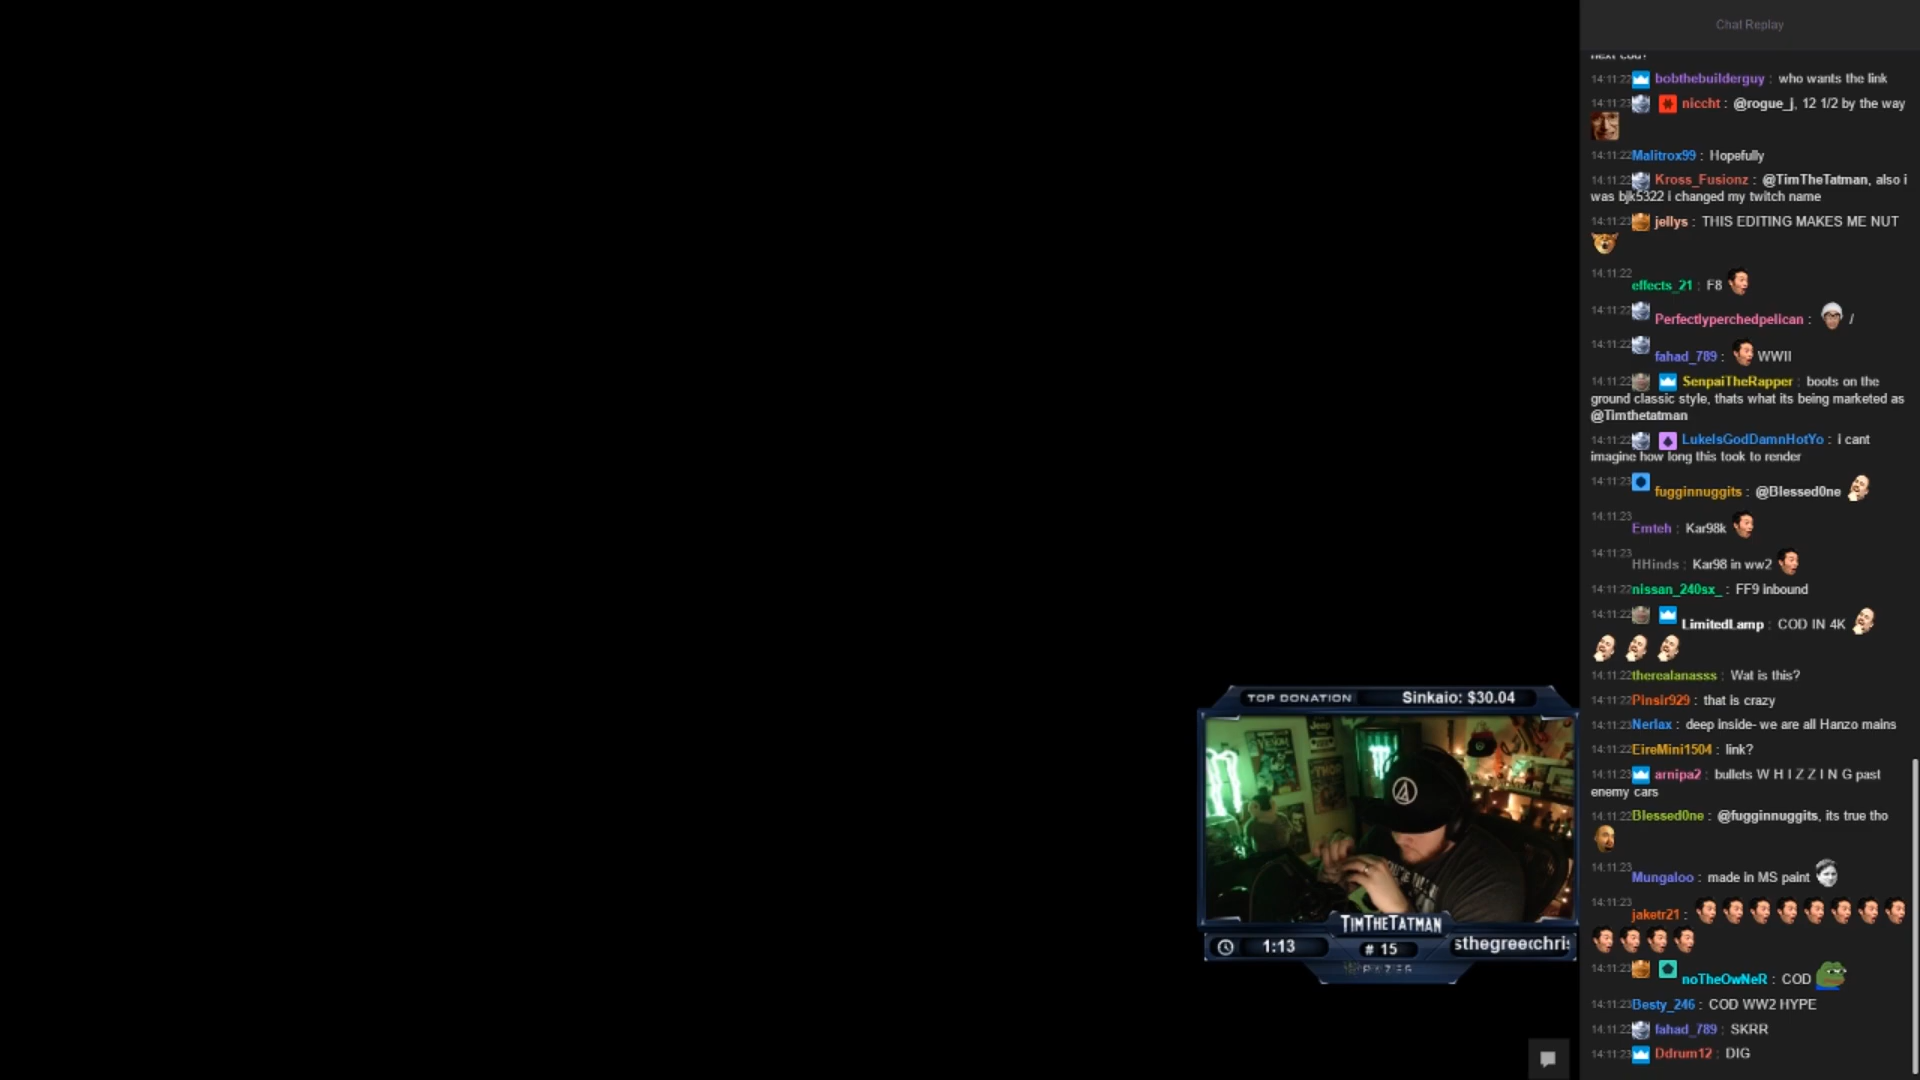 Chat Replay
14:11:22 bobthebuilderguy : who wants the link
14:11:23 niccht : @rogue_j, 12 1/2 by the way
14:11:22 Malitrox99 : Hopefully
14:11:22 Kross_Fusionz : @TimTheTatman, also i
was bjk5322 i changed my twitch name
14:11:23 jellys : THIS EDITING MAKES ME NUT
14:11:22 effects_21 : F8
14:11:22 Perfectlyperchedpelican : /
14:11:22 fahad_789 : WWII
14:11:22 SenpaiTheRapper : boots on the
ground classic style, thats what its being marketed as
@Timthetatman
14:11:22 LukeIsGodDamnHotYo : i cant
imagine how long this took to render
14:11:23 fugginnuggits : @Blessed0ne
14:11:23 Emteh : Kar98k
14:11:23 HHinds : Kar98 in ww2
14:11:22 nissan_240sx_ : FF9 inbound
14:11:22 LimitedLamp : COD IN 4K
14:11:22 therealanasss : Wat is this?
14:11:22 Pinsir929 : that is crazy
14:11:23 Nerlax : deep inside- we are all Hanzo mains
14:11:22 EireMini1504 : link?
14:11:23 arnipa2 : bullets W H I Z Z I N G past
enemy cars
14:11:22 Blessed0ne : @fugginnuggits, its true tho
14:11:23 Mungaloo : made in MS paint
14:11:23 jaketr21 :
14:11:23 noTheOwNeR : COD
14:11:23 Besty_246 : COD WW2 HYPE
14:11:22 fahad_789 : SKRR
14:11:23 Ddrum12 : DIG
TOP DONATION Sinkaio: $30.04
TIMTHETATMAN
1:13 # 15 sthegree chris